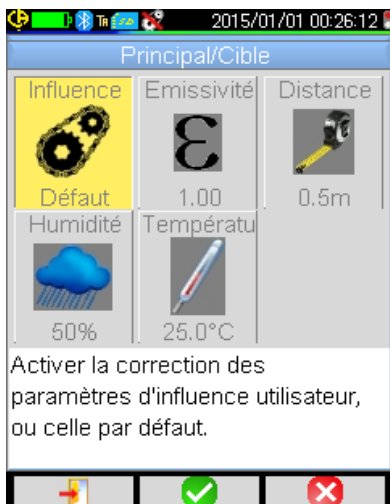 2015/01/01 00:26:12
Principal/Cible
Influence Emissivité Distance
ε
Défaut 1.00 0.5m
Humidité Températu
50% 25.0°C
Activer la correction des
paramètres d'influence utilisateur,
ou celle par défaut.